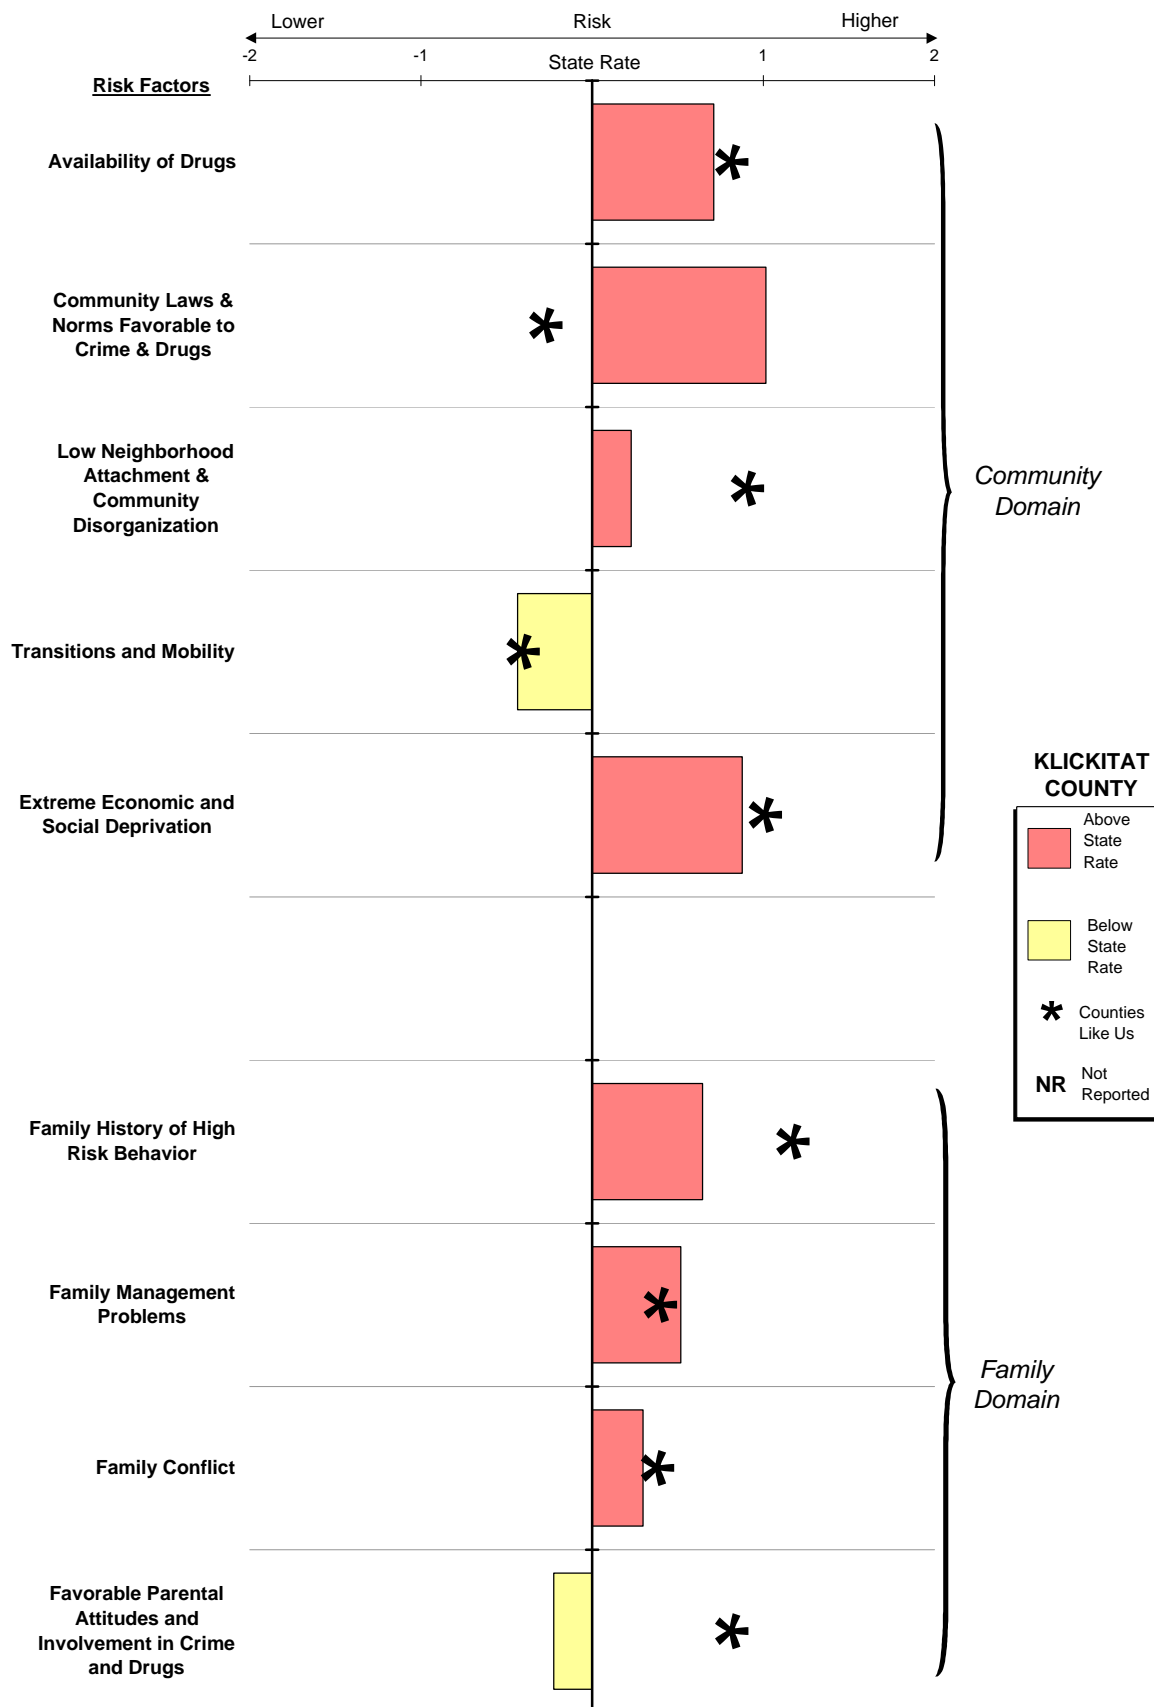 Lower Risk Higher
-2 -1 State Rate 1 2
Risk Factors
Availability of Drugs
Community Laws &
Norms Favorable to
Crime & Drugs
Low Neighborhood
Attachment &
Community
Disorganization
Transitions and Mobility
Extreme Economic and
Social Deprivation
Community
Domain
Family History of High
Risk Behavior
Family Management
Problems
Family Conflict
Favorable Parental
Attitudes and
Involvement in Crime
and Drugs
Family
Domain
KLICKITAT
COUNTY
Above
State
Rate
Below
State
Rate
* Counties
Like Us
NR Not
Reported